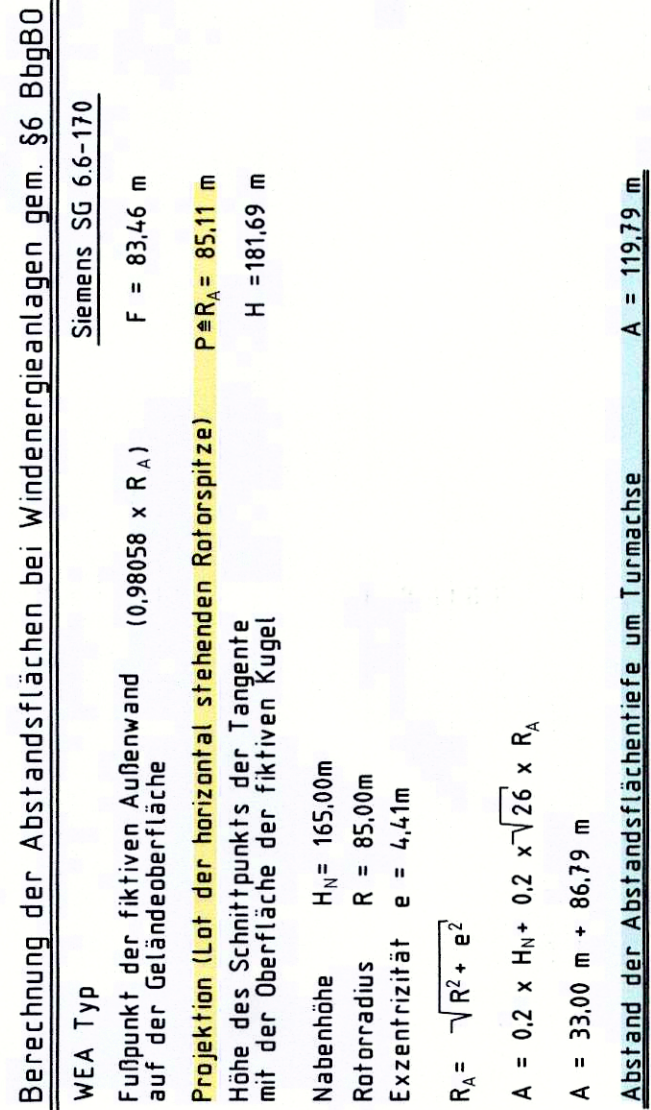 Berechnung der Abstandsflächen bei Windenergieanlagen gem. §6 BbgBO
WEA Typ Siemens SG 6.6-170
Fußpunkt der fiktiven Außenwand (0,98058 x R_A) F = 83,46 m
auf der Geländeoberfläche
Projektion (Lot der horizontal stehenden Rotorspitze) P≙R_A = 85,11 m
Höhe des Schnittpunkts der Tangente H =181,69 m
mit der Oberfläche der fiktiven Kugel
Nabenhöhe H_N= 165,00m
Rotorradius R = 85,00m
Exzentrizität e = 4,41m
R_A = √R² + e²
A = 0,2 x H_N+ 0,2 x √26 x R_A
A = 33,00 m + 86,79 m
Abstand der Abstandsflächentiefe um Turmachse A = 119,79 m